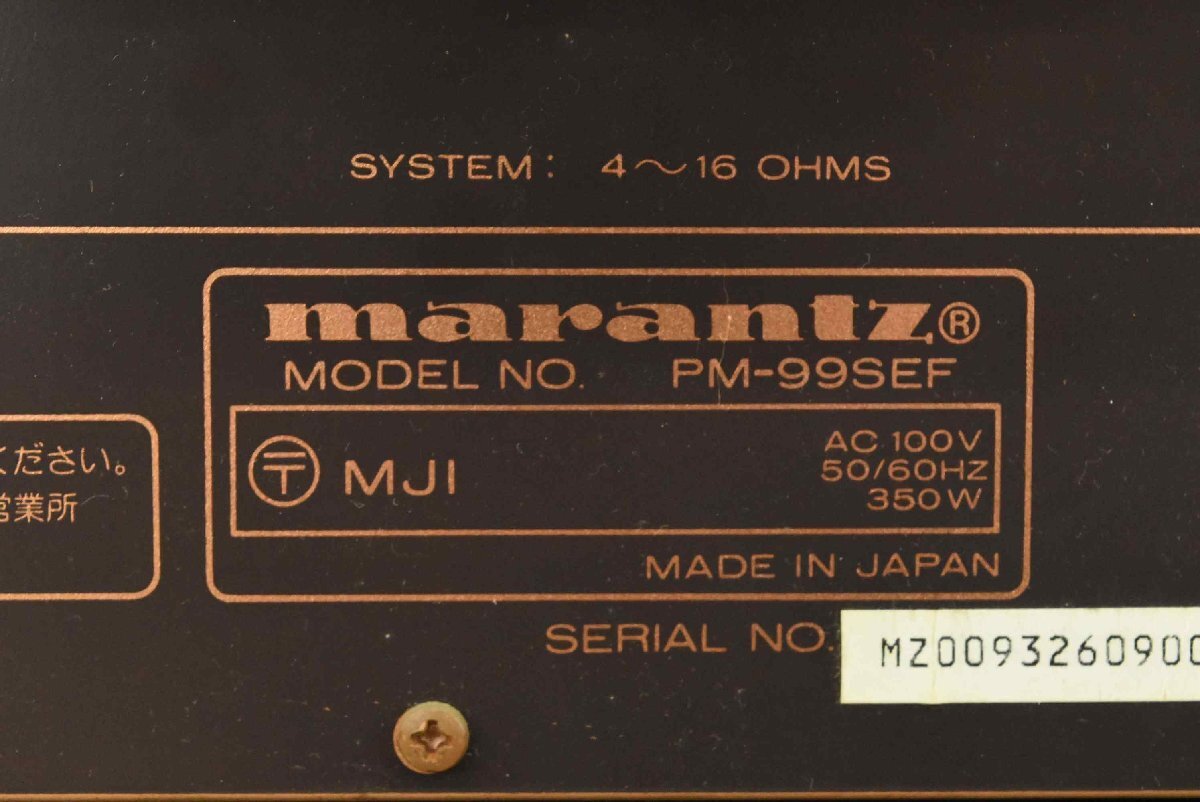 SYSTEM: 4～16 OHMS
marantz®
MODEL NO. PM-99SEF
ください。
営業所
〒 MJI
AC 100V
50/60HZ
350W
MADE IN JAPAN
SERIAL NO. MZ0093260900